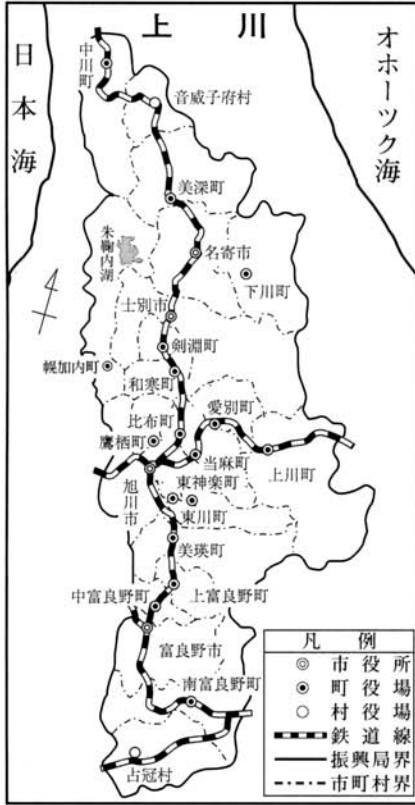 上川
日本海
オホーツク海
中川町
音威子府村
美深町
朱鞠内湖
名寄市
下川町
士別市
剣淵町
幌加内町
和寒町
愛別町
比布町
鷹栖町
当麻町
上川町
旭川市
東神楽町
東川町
美瑛町
中富良野町
上富良野町
富良野市
南富良野町
占冠村
凡例
市役所
町役場
村役場
鉄道線
振興局界
市町村界